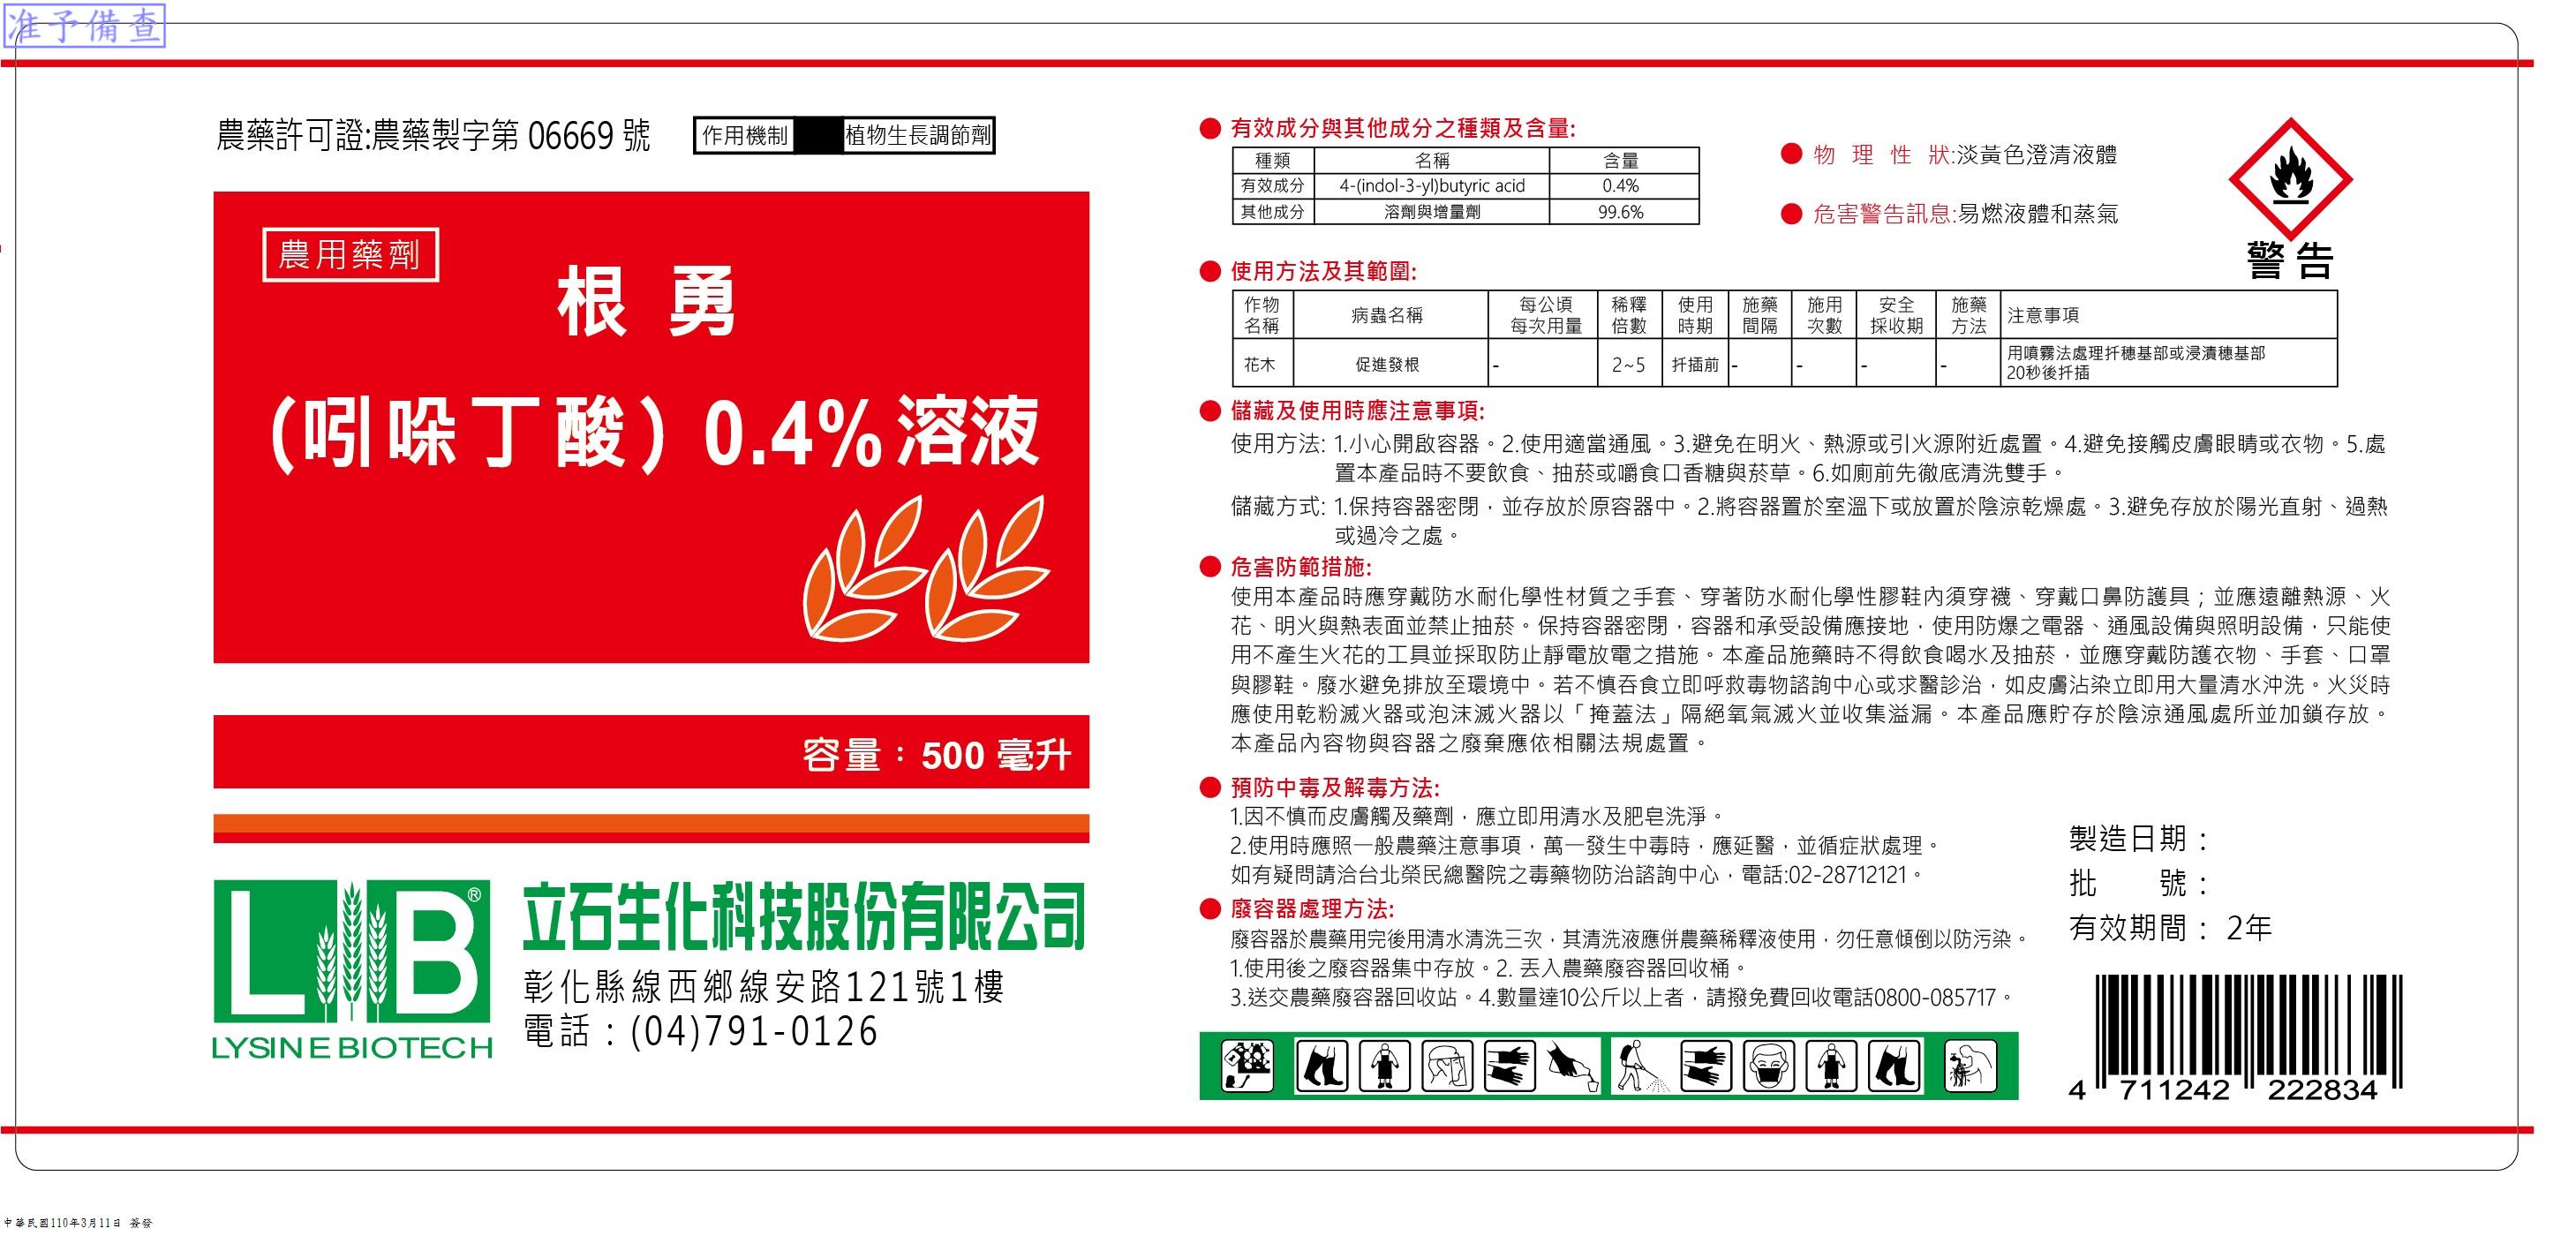 准予備查
農藥許可證:農藥製字第 06669 號
作用機制 植物生長調節劑
農用藥劑
根 勇
(吲哚丁酸) 0.4% 溶液
容量：500 毫升
L B ®
LYSINE BIOTECH
立石生化科技股份有限公司
彰化縣線西鄉線安路121號1樓
電話：(04)791-0126
● 有效成分與其他成分之種類及含量:
種類 名稱 含量
有效成分 4-(indol-3-yl)butyric acid 0.4%
其他成分 溶劑與增量劑 99.6%
● 物理性狀:淡黃色澄清液體
● 危害警告訊息:易燃液體和蒸氣
警告
● 使用方法及其範圍:
作物名稱 病蟲名稱 每公頃每次用量 稀釋倍數 使用時期 施藥間隔 施用次數 安全採收期 施藥方法 注意事項
花木 促進發根 - 2~5 扦插前 - - - - 用噴霧法處理扦穗基部或浸漬穗基部
20秒後扦插
● 儲藏及使用時應注意事項:
使用方法: 1.小心開啟容器。2.使用適當通風。3.避免在明火、熱源或引火源附近處置。4.避免接觸皮膚眼睛或衣物。5.處
置本產品時不要飲食、抽菸或嚼食口香糖與菸草。6.如廁前先徹底清洗雙手。
儲藏方式: 1.保持容器密閉，並存放於原容器中。2.將容器置於室溫下或放置於陰涼乾燥處。3.避免存放於陽光直射、過熱
或過冷之處。
● 危害防範措施:
使用本產品時應穿戴防水耐化學性材質之手套、穿著防水耐化學性膠鞋內須穿襪、穿戴口鼻防護具；並應遠離熱源、火
花、明火與熱表面並禁止抽菸。保持容器密閉，容器和承受設備應接地，使用防爆之電器、通風設備與照明設備，只能使
用不產生火花的工具並採取防止靜電放電之措施。本產品施藥時不得飲食喝水及抽菸，並應穿戴防護衣物、手套、口罩
與膠鞋。廢水避免排放至環境中。若不慎吞食立即呼救毒物諮詢中心或求醫診治，如皮膚沾染立即用大量清水沖洗。火災時
應使用乾粉滅火器或泡沫滅火器以「掩蓋法」隔絕氧氣滅火並收集溢漏。本產品應貯存於陰涼通風處所並加鎖存放。
本產品內容物與容器之廢棄應依相關法規處置。
● 預防中毒及解毒方法:
1.因不慎而皮膚觸及藥劑，應立即用清水及肥皂洗淨。
2.使用時應照一般農藥注意事項，萬一發生中毒時，應延醫，並循症狀處理。
如有疑問請洽台北榮民總醫院之毒藥物防治諮詢中心，電話:02-28712121。
● 廢容器處理方法:
廢容器於農藥用完後用清水清洗三次，其清洗液應併農藥稀釋液使用，勿任意傾倒以防污染。
1.使用後之廢容器集中存放。2. 丟入農藥廢容器回收桶。
3.送交農藥廢容器回收站。4.數量達10公斤以上者，請撥免費回收電話0800-085717。
製造日期：
批 號：
有效期間： 2年
4 711242 222834
中華民國110年3月11日 簽發